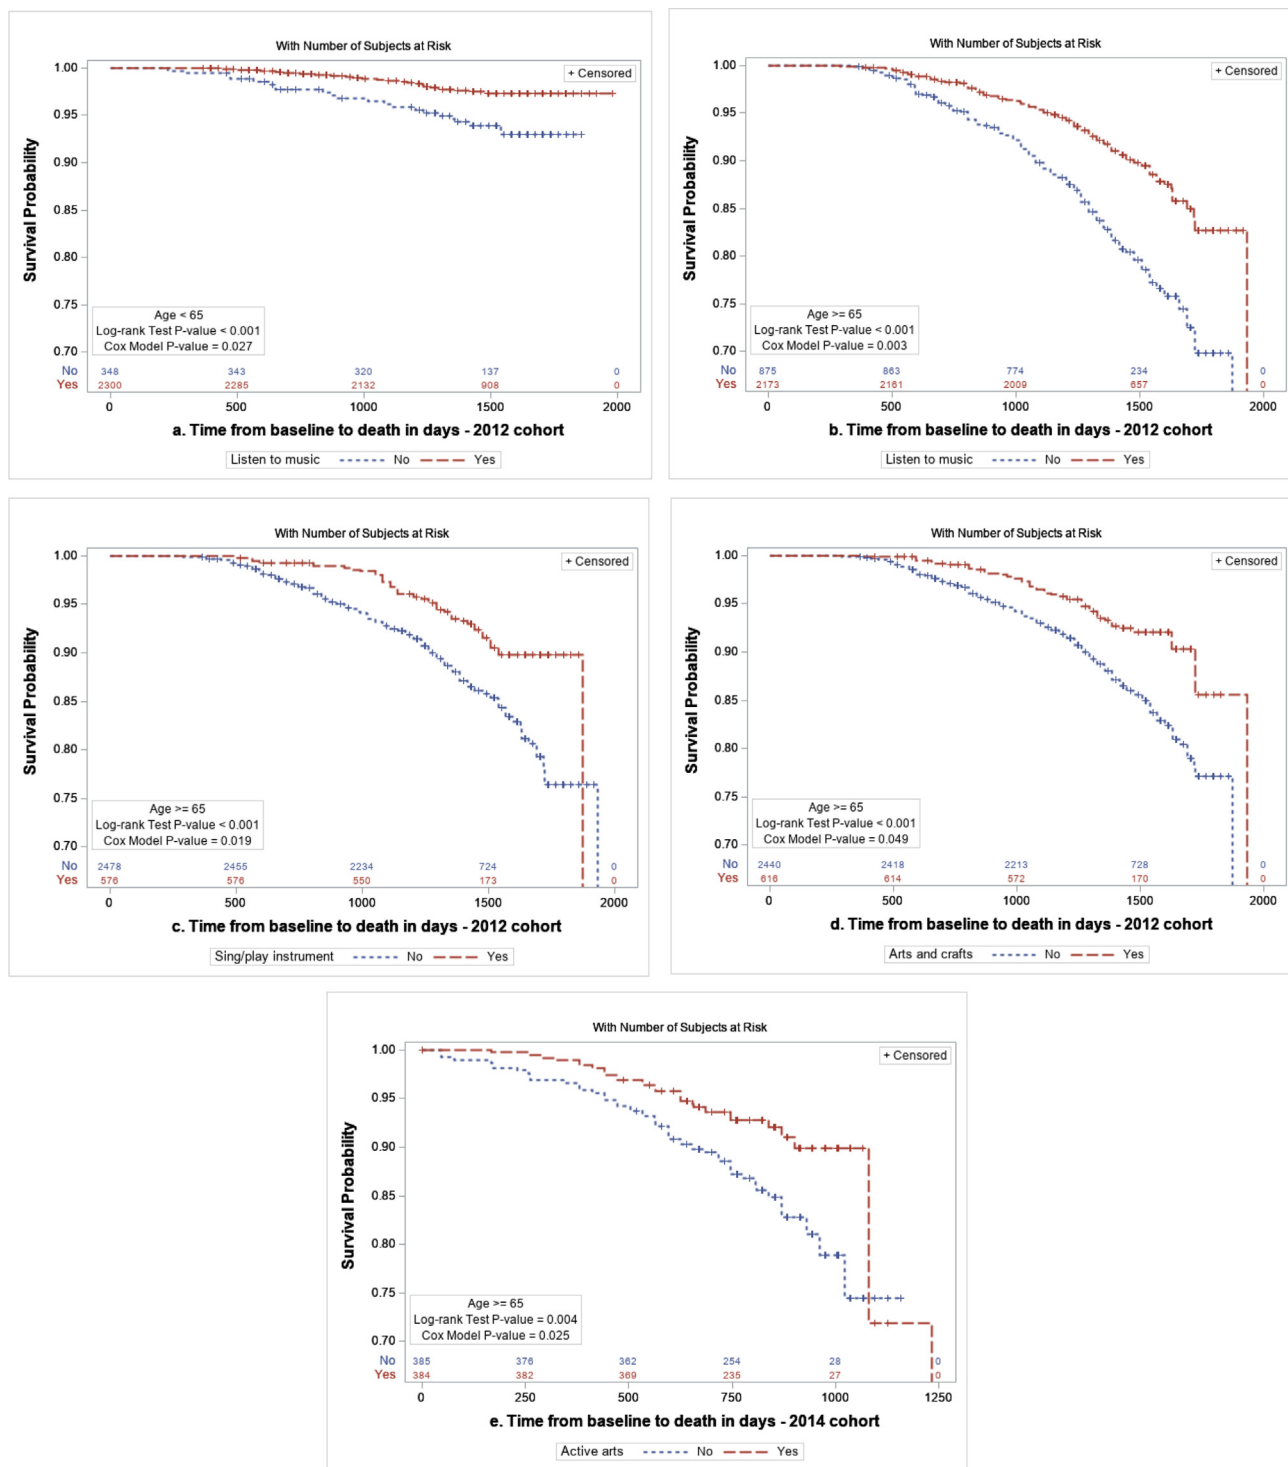 With Number of Subjects at Risk
+ Censored
Survival Probability
1.00
0.95
0.90
0.85
0.80
0.75
0.70
Age < 65
Log-rank Test P-value < 0.001
Cox Model P-value = 0.027
No 348 343 320 137 0
Yes 2300 2285 2132 908 0
0 500 1000 1500 2000
a. Time from baseline to death in days - 2012 cohort
Listen to music No Yes
With Number of Subjects at Risk
+ Censored
Survival Probability
1.00
0.95
0.90
0.85
0.80
0.75
0.70
Age >= 65
Log-rank Test P-value < 0.001
Cox Model P-value = 0.003
No 875 863 774 234 0
Yes 2173 2161 2009 657 0
0 500 1000 1500 2000
b. Time from baseline to death in days - 2012 cohort
Listen to music No Yes
With Number of Subjects at Risk
+ Censored
Survival Probability
1.00
0.95
0.90
0.85
0.80
0.75
0.70
Age >= 65
Log-rank Test P-value < 0.001
Cox Model P-value = 0.019
No 2478 2455 2234 724 0
Yes 576 576 550 173 0
0 500 1000 1500 2000
c. Time from baseline to death in days - 2012 cohort
Sing/play instrument No Yes
With Number of Subjects at Risk
+ Censored
Survival Probability
1.00
0.95
0.90
0.85
0.80
0.75
0.70
Age >= 65
Log-rank Test P-value < 0.001
Cox Model P-value = 0.049
No 2440 2418 2213 728 0
Yes 616 614 572 170 0
0 500 1000 1500 2000
d. Time from baseline to death in days - 2012 cohort
Arts and crafts No Yes
With Number of Subjects at Risk
+ Censored
Survival Probability
1.00
0.95
0.90
0.85
0.80
0.75
0.70
Age >= 65
Log-rank Test P-value = 0.004
Cox Model P-value = 0.025
No 385 376 362 254 28 0
Yes 384 382 369 235 27 0
0 250 500 750 1000 1250
e. Time from baseline to death in days - 2014 cohort
Active arts No Yes